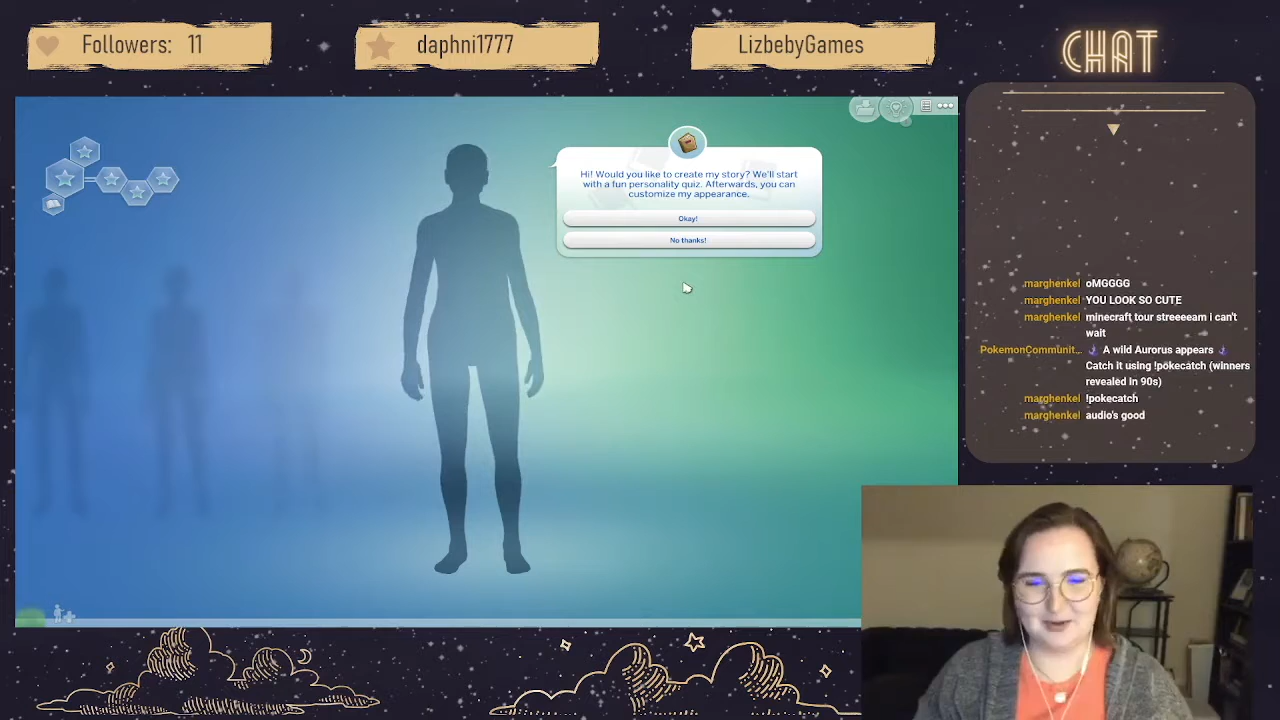 Followers: 11
daphni1777
LizbebyGames
CHAT
Hi! Would you like to create my story? We'll start
with a fun personality quiz. Afterwards, you can
customize my appearance.
Okay!
No thanks!
marghenkel oMGGGG
marghenkel YOU LOOK SO CUTE
marghenkel minecraft tour streeeeam i can't
wait
PokemonCommunit... A wild Aurorus appears
Catch it using !pokecatch (winners
revealed in 90s)
marghenkel !pokecatch
marghenkel audio's good